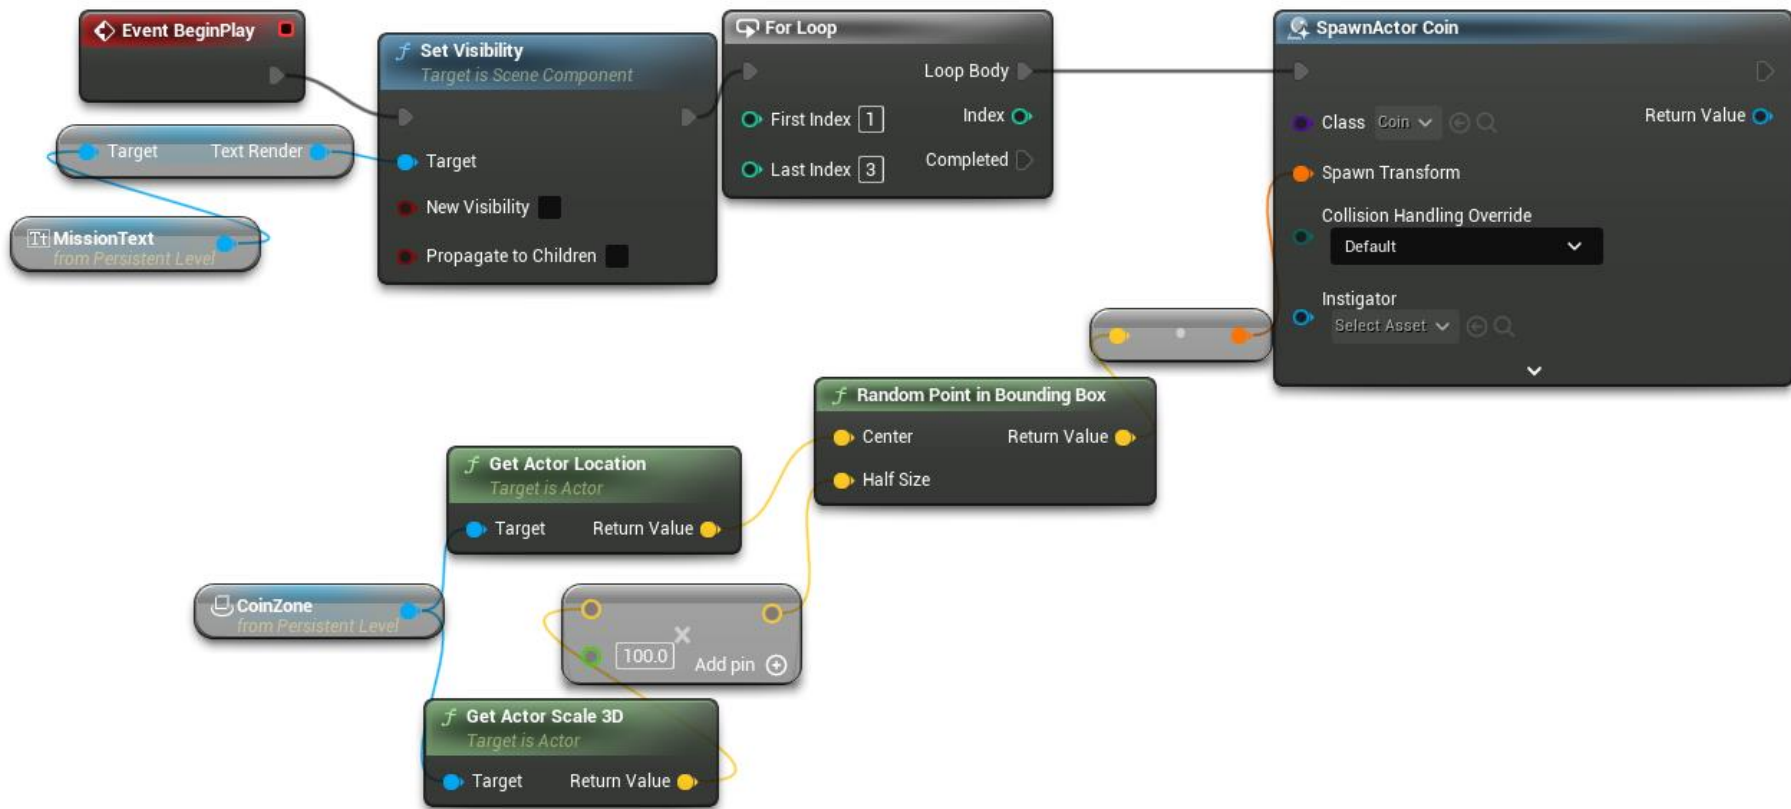 Event BeginPlay
Target Text Render
MissionText
from Persistent Level
Set Visibility
Target is Scene Component
Target
New Visibility
Propagate to Children
For Loop
Loop Body
First Index 1 Index
Last Index 3 Completed
SpawnActor Coin
Class Coin Return Value
Spawn Transform
Collision Handling Override
Default
Instigator
Select Asset
Random Point in Bounding Box
Center Return Value
Half Size
Get Actor Location
Target is Actor
Target Return Value
CoinZone
from Persistent Level
100.0 Add pin
Get Actor Scale 3D
Target is Actor
Target Return Value